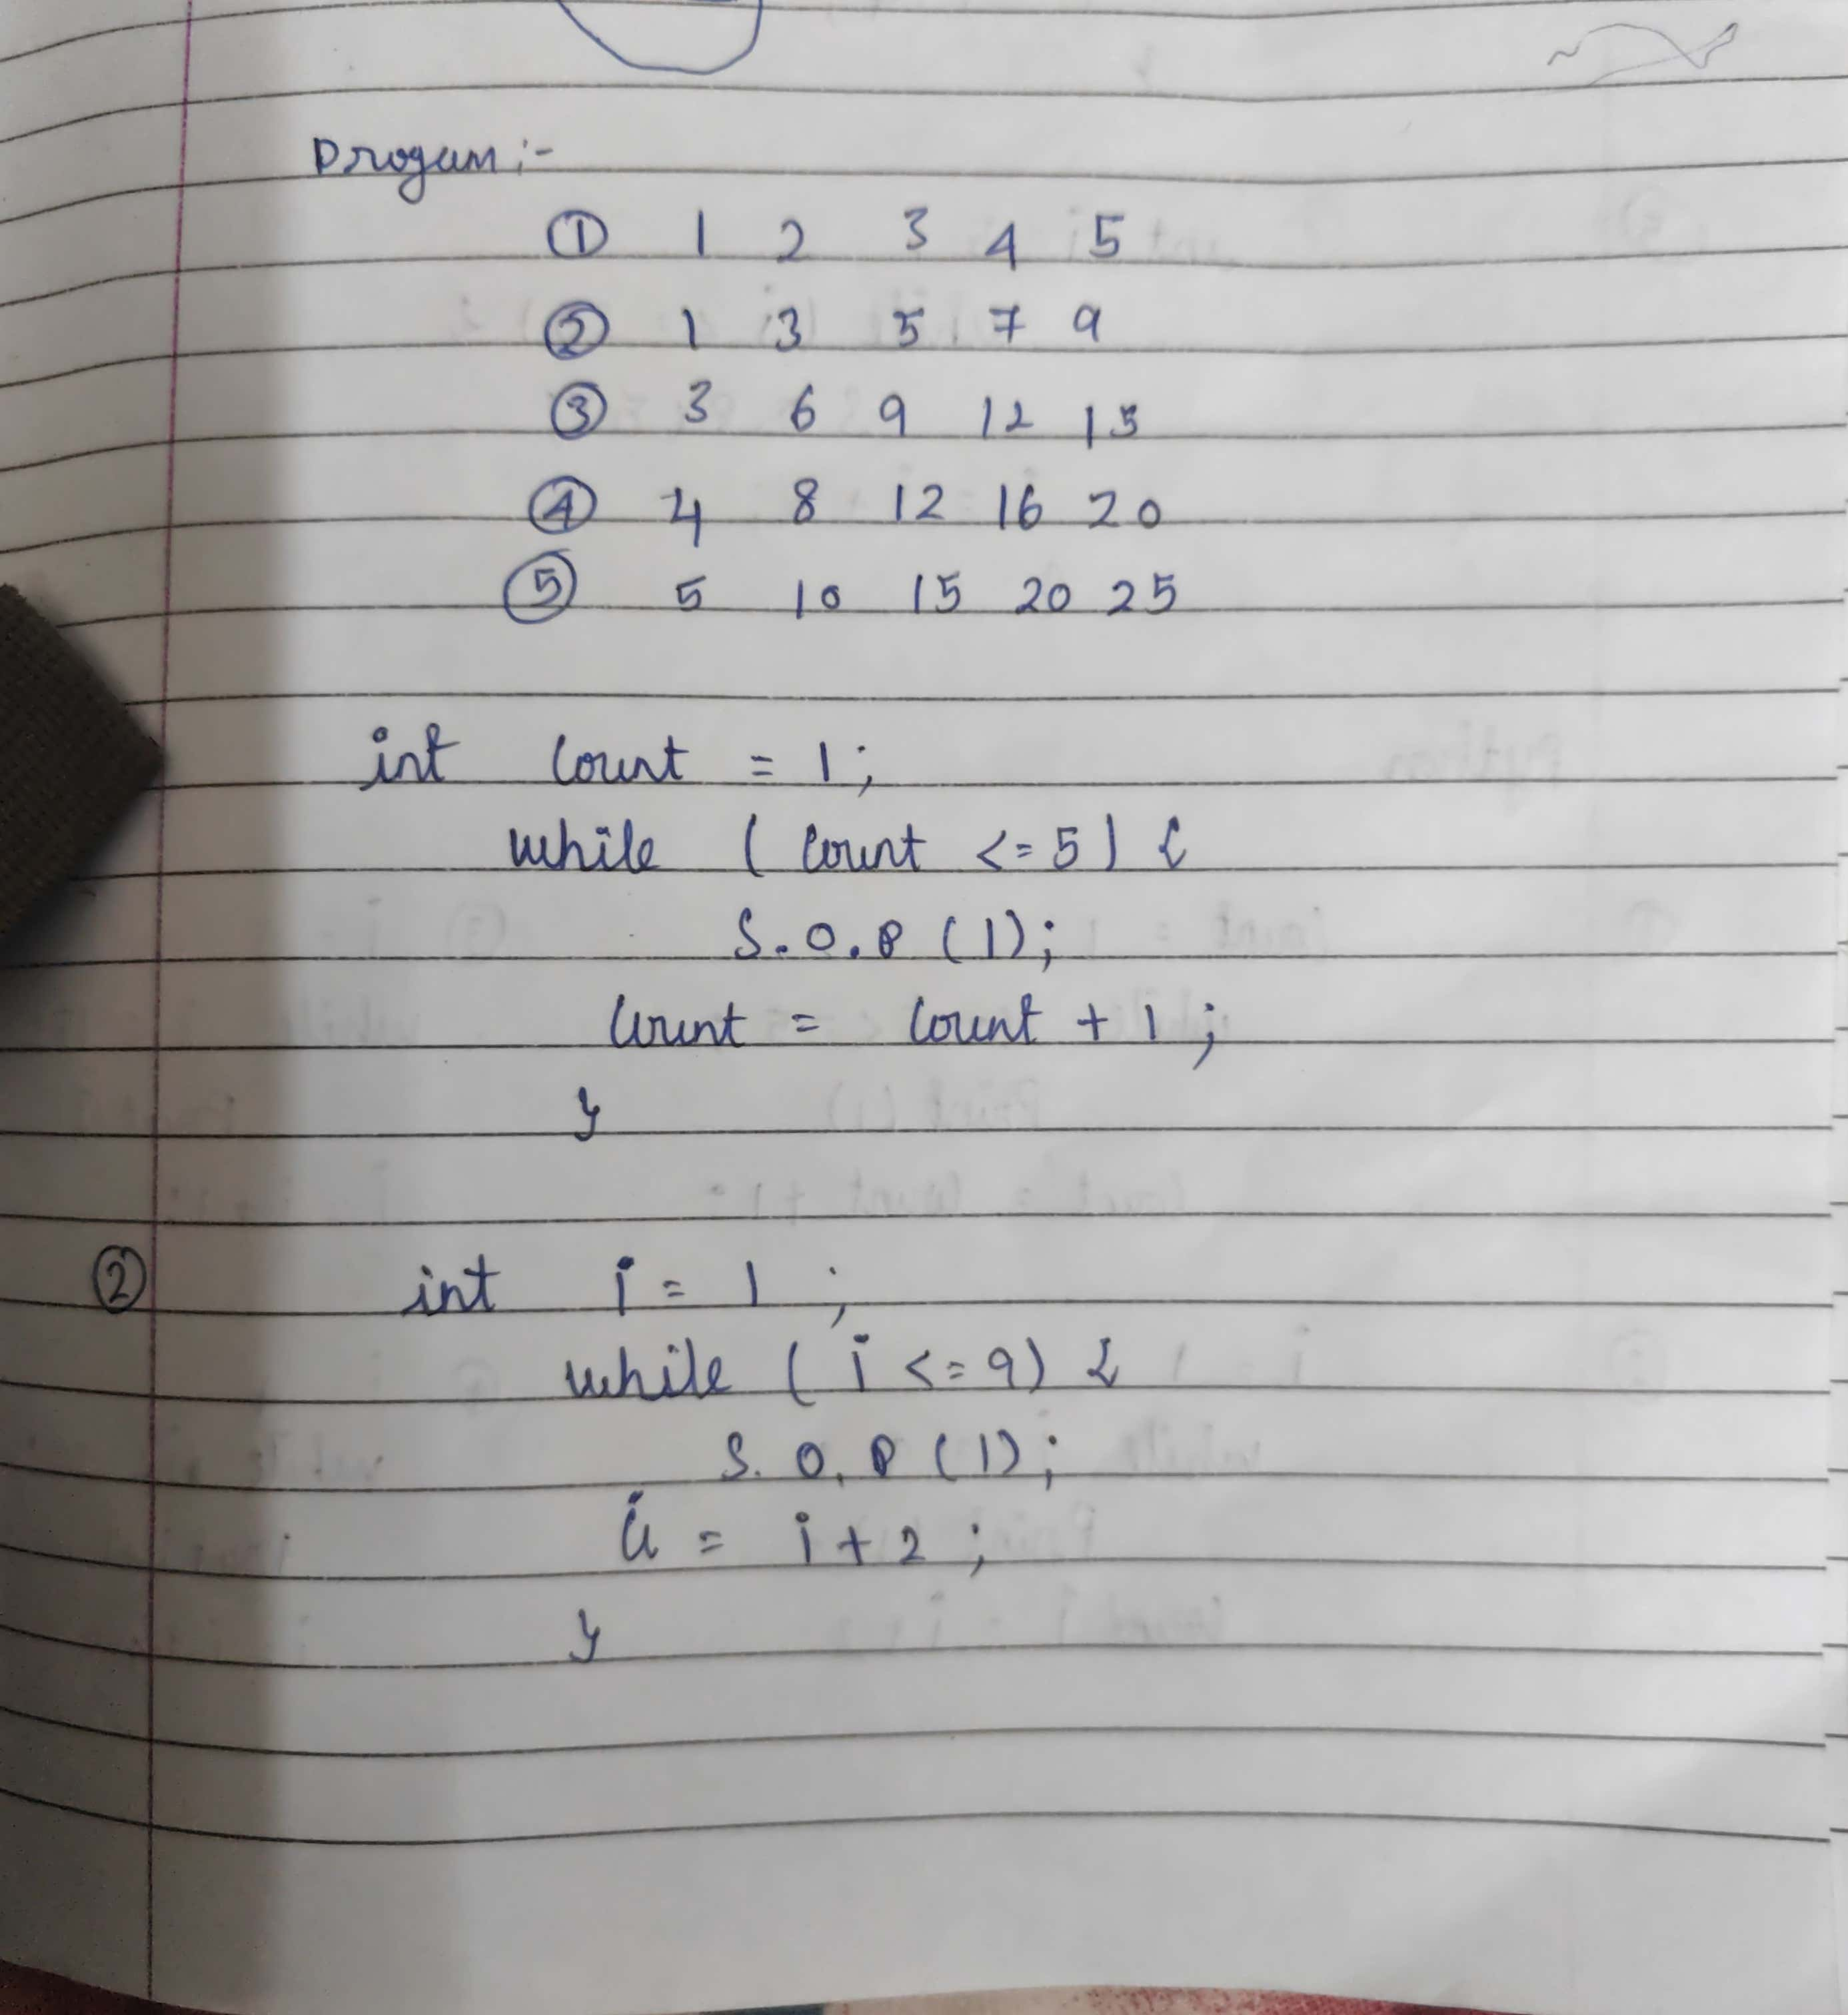 Progam :-
① 1 2 3 4 5
② 1 3 5 7 9
③ 3 6 9 12 15
④ 4 8 12 16 20
⑤ 5 10 15 20 25
int count = 1;
while ( count <= 5) {
S.O.P (1);
count = count + 1;
}
② int i = 1;
while ( i <= 9) {
S.O.P (1);
i = i + 2;
}